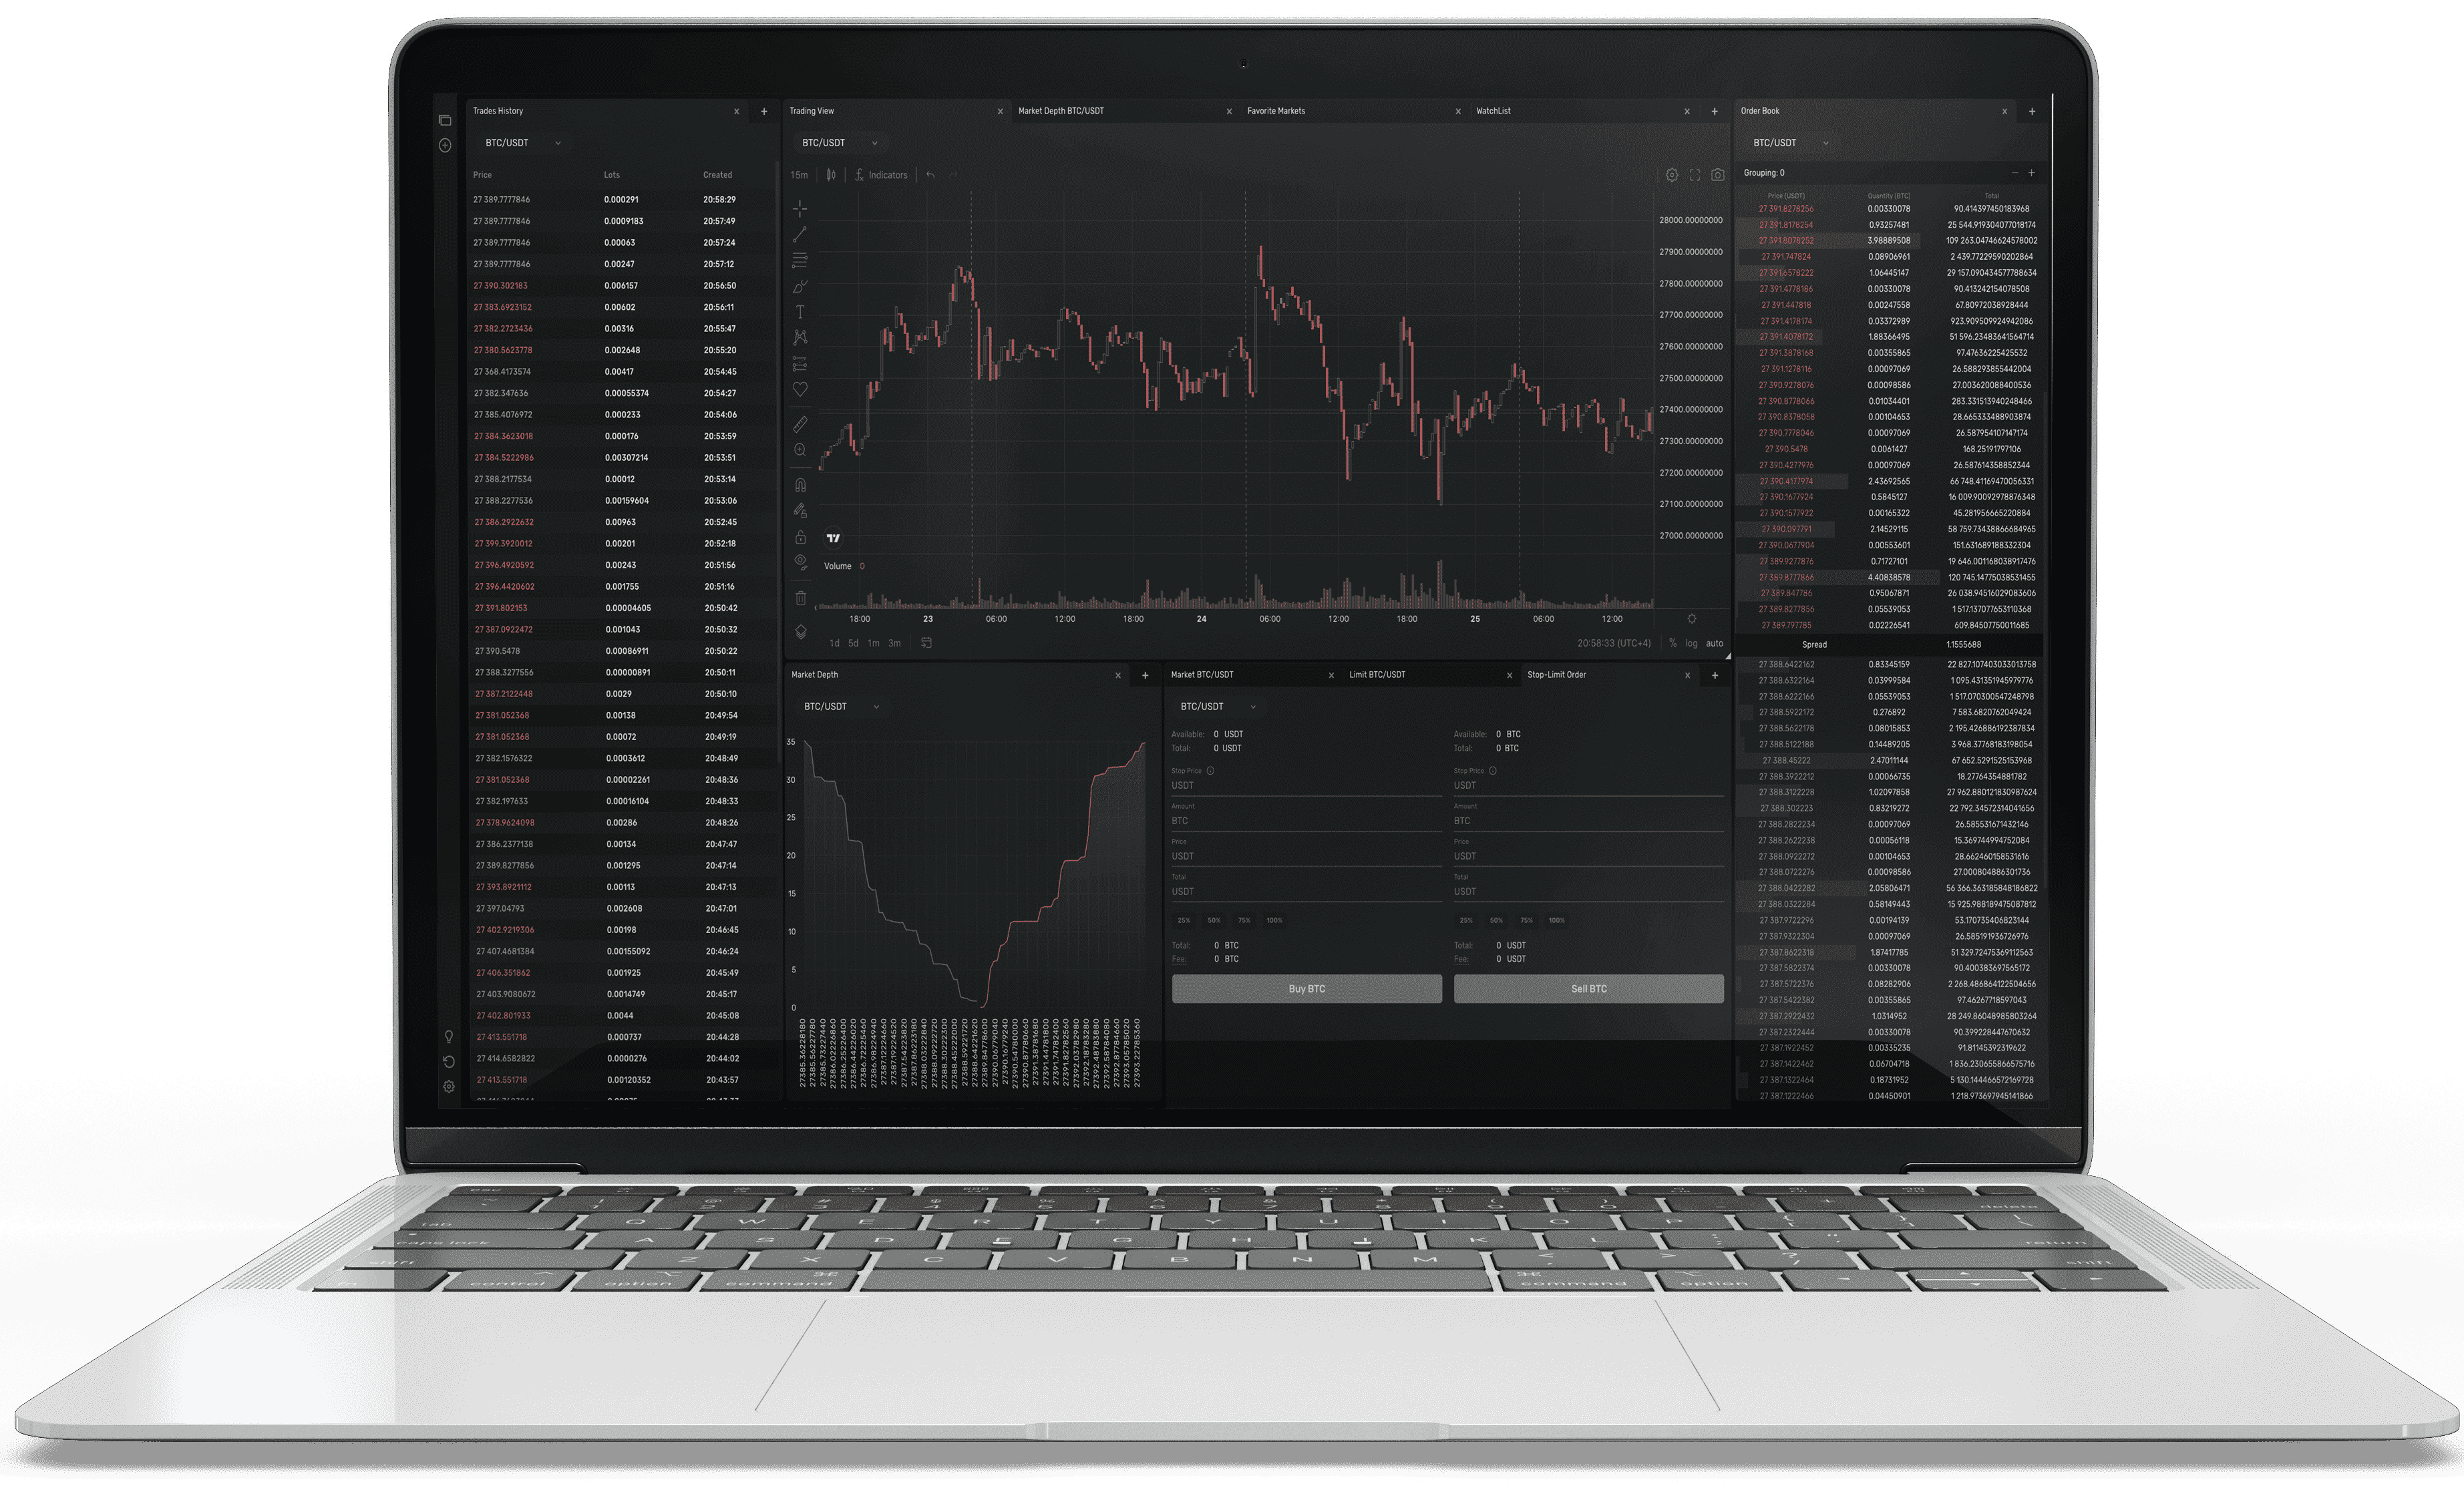 Trades History
BTC/USDT
Price Lots Created
27 389.7777846 0.000291 20:58:29
27 389.7777846 0.0009183 20:57:49
27 389.7777846 0.00063 20:57:24
27 389.7777846 0.00247 20:57:12
27 390.302183 0.006157 20:56:50
27 383.6923152 0.00602 20:56:11
27 382.2723436 0.00316 20:55:47
27 380.5623778 0.002648 20:55:20
27 368.4173574 0.00417 20:54:45
27 382.347636 0.00055374 20:54:27
27 385.4076972 0.000233 20:54:06
27 384.3623018 0.000176 20:53:59
27 384.5222986 0.00307214 20:53:51
27 388.2177534 0.00012 20:53:14
27 388.2277536 0.00159604 20:53:06
27 386.2922632 0.00963 20:52:45
27 399.3920012 0.00201 20:52:18
27 396.4920592 0.00243 20:51:56
27 396.4420602 0.001755 20:51:16
27 391.802153 0.00004605 20:50:42
27 387.0922472 0.001043 20:50:32
27 390.5478 0.00086911 20:50:22
27 388.3277556 0.00000891 20:50:11
27 387.2122448 0.0029 20:50:10
27 381.052368 0.00138 20:49:54
27 381.052368 0.00072 20:49:19
27 382.1576322 0.0003612 20:48:49
27 381.052368 0.00002261 20:48:36
27 382.197633 0.00016104 20:48:33
27 378.9624098 0.00286 20:48:26
27 386.2377138 0.00134 20:47:47
27 389.8277856 0.001295 20:47:14
27 393.8921112 0.00113 20:47:13
27 397.04793 0.002608 20:47:01
27 402.9219306 0.00198 20:46:45
27 407.4681384 0.00155092 20:46:24
27 406.351862 0.001925 20:45:49
27 403.9080672 0.0014749 20:45:17
27 402.801933 0.0044 20:45:08
27 413.551718 0.000737 20:44:28
27 414.6582822 0.0000276 20:44:02
27 413.551718 0.00120352 20:43:57
Trading View
Market Depth BTC/USDT
Favorite Markets
WatchList
BTC/USDT
15m
Indicators
28000.00000000
27900.00000000
27800.00000000
27700.00000000
27600.00000000
27500.00000000
27400.00000000
27300.00000000
27200.00000000
27100.00000000
27000.00000000
Volume 0
18:00 23 06:00 12:00 18:00 24 06:00 12:00 18:00 25 06:00 12:00
1d 5d 1m 3m
20:58:33 (UTC+4) % log auto
Market Depth
BTC/USDT
35
30
25
20
15
10
5
0
Market BTC/USDT
Limit BTC/USDT
Stop-Limit Order
BTC/USDT
Available: 0 USDT
Total: 0 USDT
Stop Price
USDT
Amount
BTC
Price
USDT
Total
USDT
25% 50% 75% 100%
Total: 0 BTC
Fee: 0 BTC
Buy BTC
Available: 0 BTC
Total: 0 BTC
Stop Price
USDT
Amount
BTC
Price
USDT
Total
USDT
25% 50% 75% 100%
Total: 0 USDT
Fee: 0 USDT
Sell BTC
Order Book
BTC/USDT
Grouping: 0
Price (USDT) Quantity (BTC) Total
27 391.8278256 0.00330078 90.414397450183968
27 391.8178254 0.93257481 25 544.919304077018174
27 391.8078252 3.98889508 109 263.04746624578002
27 391.747824 0.08906961 2 439.77229590202864
27 391.6578222 1.06445147 29 157.090434577788634
27 391.4778186 0.00330078 90.413242154078508
27 391.447818 0.00247558 67.80972038928444
27 391.4178174 0.03372989 923.909509924942086
27 391.4078172 1.88366495 51 596.23483641564714
27 391.3878168 0.00355865 97.47636225425532
27 391.1278116 0.00097069 26.588293855442004
27 390.9278076 0.00098586 27.003620088400536
27 390.8778066 0.01034401 283.331513940248466
27 390.8378058 0.00104653 28.665333488903874
27 390.7778046 0.00097069 26.587954107147174
27 390.5478 0.0061427 168.25191797106
27 390.4277976 0.00097069 26.587614358852344
27 390.4177974 2.43692565 66 748.41169470056331
27 390.1677924 0.5845127 16 009.90092978876348
27 390.1577922 0.00165322 45.281956665220884
27 390.097791 2.14529115 58 759.73438866684965
27 390.0677904 0.00553601 151.631689188332304
27 389.9277876 0.71727101 19 646.001168038917476
27 389.8777866 4.40838578 120 745.14775038531455
27 389.847786 0.95067871 26 038.94516029083606
27 389.8277856 0.05539053 1 517.137077653110368
27 389.797785 0.02226541 609.84507750011685
Spread 1.1555688
27 388.6422162 0.83345159 22 827.107403033013758
27 388.6322164 0.03999584 1 095.431351945979776
27 388.6222166 0.05539053 1 517.070300547248798
27 388.5922172 0.276892 7 583.6820762049424
27 388.5622178 0.08015853 2 195.426886192387834
27 388.5122188 0.14489205 3 968.37768183198054
27 388.45222 2.47011144 67 652.5291525153968
27 388.3922212 0.00066735 18.27764354881782
27 388.3122228 1.02097858 27 962.880121830987624
27 388.302223 0.83219272 22 792.34572314041656
27 388.2822234 0.00097069 26.585531671432146
27 388.2622238 0.00056118 15.369744994752084
27 388.0922272 0.00104653 28.662460158531616
27 388.072276 0.00098586 27.000804886301736
27 388.0422282 2.05806471 56 366.363185848186822
27 388.0322284 0.58149443 15 925.988189475087812
27 387.9722296 0.00194139 53.170735406823144
27 387.9322304 0.00097069 26.585191936726976
27 387.8622318 1.87417785 51 329.72475369112563
27 387.5822374 0.00330078 90.400383697565172
27 387.5722376 0.08282906 2 268.486864122504656
27 387.5422382 0.00355865 97.46267718597043
27 387.2922432 1.0314952 28 249.860489859803264
27 387.2322444 0.00330078 90.399228447670632
27 387.1922452 0.00335235 91.81145392319622
27 387.1422462 0.06704718 1 836.230655866575716
27 387.1322464 0.18731952 5 130.144466572169728
27 387.1222466 0.04450901 1 218.973697945141866
esc
tab Q W E R T Y U I O P
caps lock A S D F G H J K L return
shift Z X C V B N M shift
fn control option command command option
delete